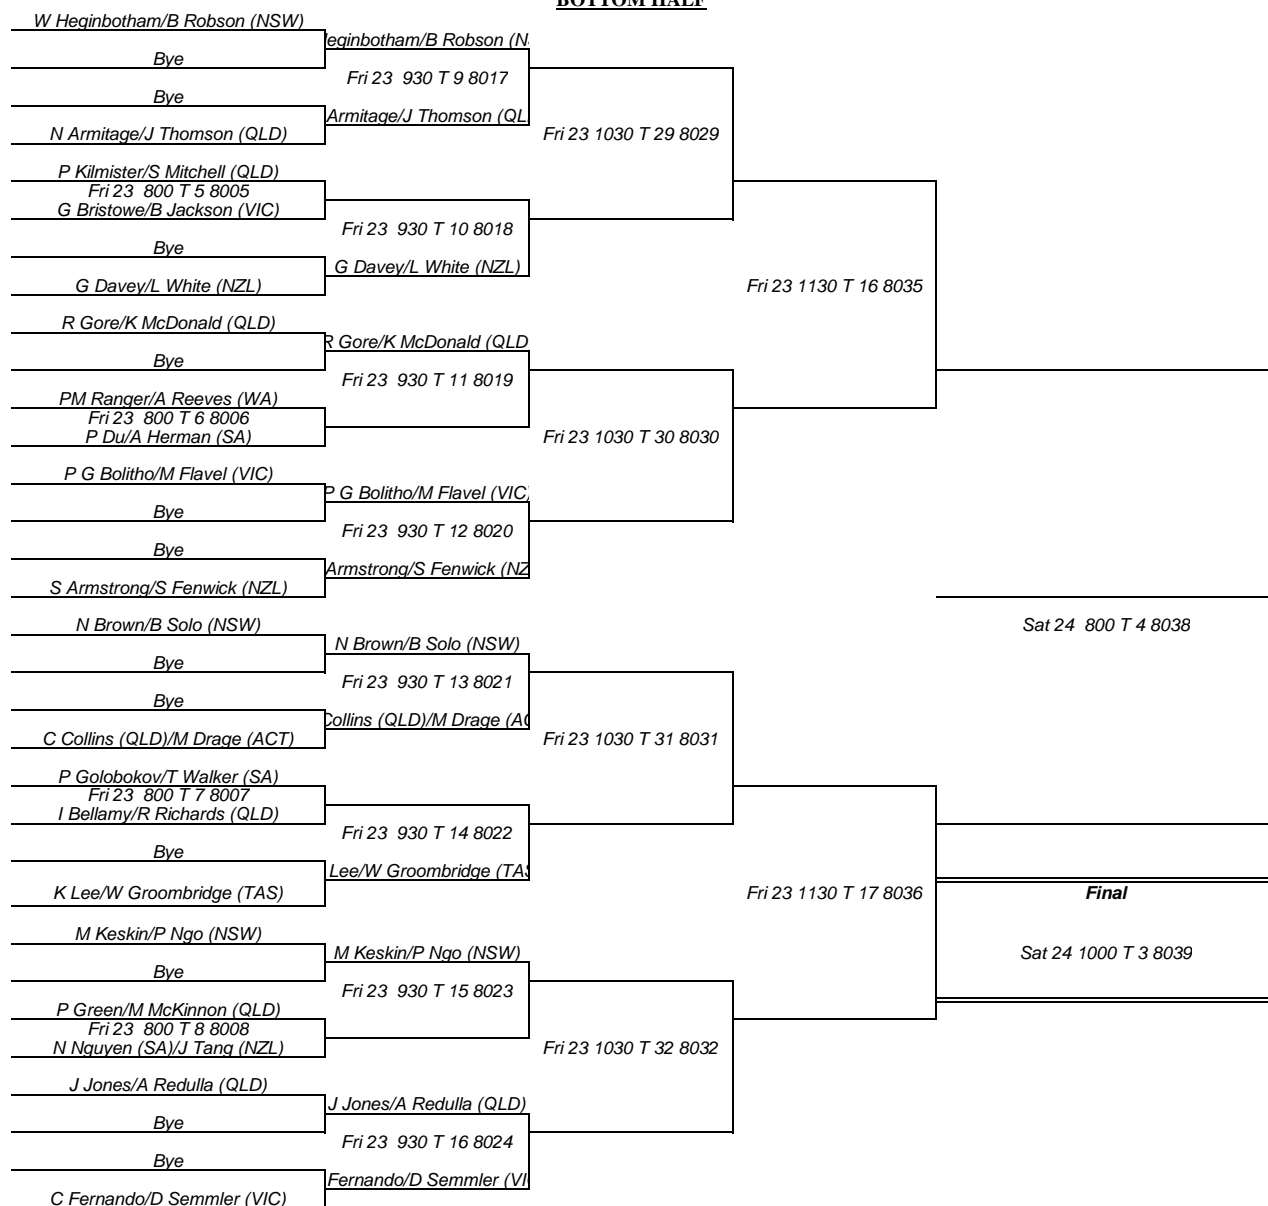 BOTTOM HALF
W Heginbotham/B Robson (NSW)
Bye
Bye
N Armitage/J Thomson (QLD)
P Kilmister/S Mitchell (QLD)
Fri 23 800 T 5 8005
G Bristowe/B Jackson (VIC)
Bye
G Davey/L White (NZL)
R Gore/K McDonald (QLD)
Bye
PM Ranger/A Reeves (WA)
Fri 23 800 T 6 8006
P Du/A Herman (SA)
P G Bolitho/M Flavel (VIC)
Bye
Bye
S Armstrong/S Fenwick (NZL)
N Brown/B Solo (NSW)
Bye
Bye
C Collins (QLD)/M Drage (ACT)
P Golobokov/T Walker (SA)
Fri 23 800 T 7 8007
I Bellamy/R Richards (QLD)
Bye
K Lee/W Groombridge (TAS)
M Keskin/P Ngo (NSW)
Bye
P Green/M McKinnon (QLD)
Fri 23 800 T 8 8008
N Nguyen (SA)/J Tang (NZL)
J Jones/A Redulla (QLD)
Bye
Bye
C Fernando/D Semmler (VIC)
Heginbotham/B Robson (N
Fri 23 930 T 9 8017
Armitage/J Thomson (QL
Fri 23 930 T 10 8018
G Davey/L White (NZL)
R Gore/K McDonald (QLD
Fri 23 930 T 11 8019
P G Bolitho/M Flavel (VIC)
Fri 23 930 T 12 8020
Armstrong/S Fenwick (NZ
N Brown/B Solo (NSW)
Fri 23 930 T 13 8021
Collins (QLD)/M Drage (AC
Fri 23 930 T 14 8022
Lee/W Groombridge (TAS
M Keskin/P Ngo (NSW)
Fri 23 930 T 15 8023
J Jones/A Redulla (QLD)
Fri 23 930 T 16 8024
Fernando/D Semmler (VI
Fri 23 1030 T 29 8029
Fri 23 1030 T 30 8030
Fri 23 1030 T 31 8031
Fri 23 1030 T 32 8032
Fri 23 1130 T 16 8035
Fri 23 1130 T 17 8036
Sat 24 800 T 4 8038
Final
Sat 24 1000 T 3 8039